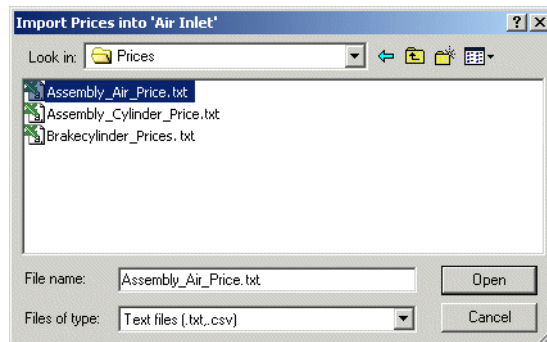 Import Prices into 'Air Inlet'
Look in: Prices
Assembly_Air_Price.txt
Assembly_Cylinder_Price.txt
Brakecylinder_Prices.txt
File name: Assembly_Air_Price.txt Open
Files of type: Text files (.txt,.csv) Cancel